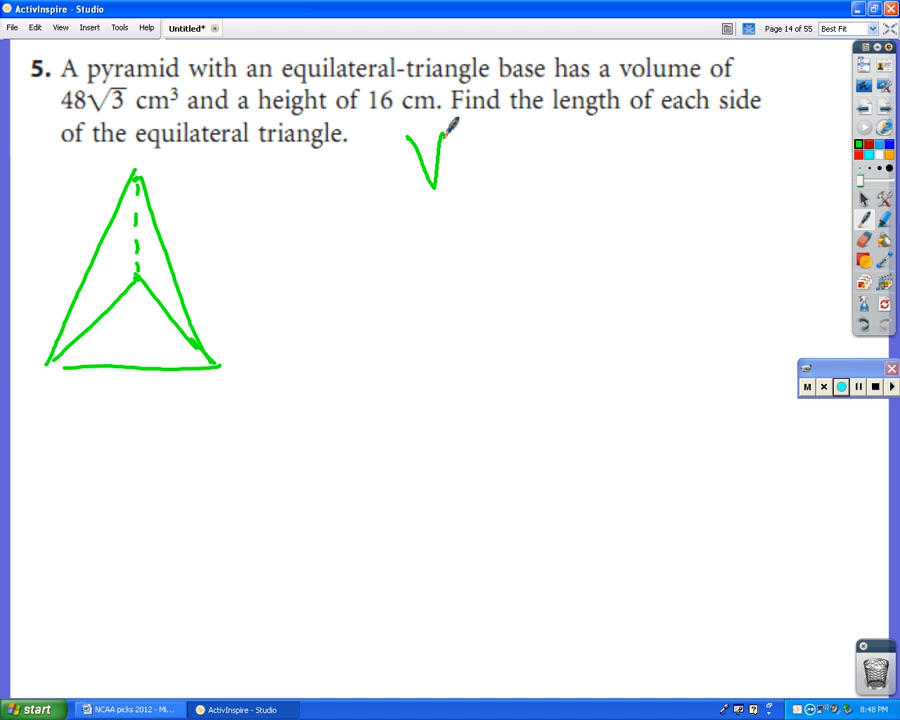 ActivInspire - Studio
File Edit View Insert Tools Help Untitled* Page 14 of 55 Best Fit
5. A pyramid with an equilateral-triangle base has a volume of
48√3 cm³ and a height of 16 cm. Find the length of each side
of the equilateral triangle.
V
M
start NCAA picks 2012 - Mi... ActivInspire - Studio 8:48 PM